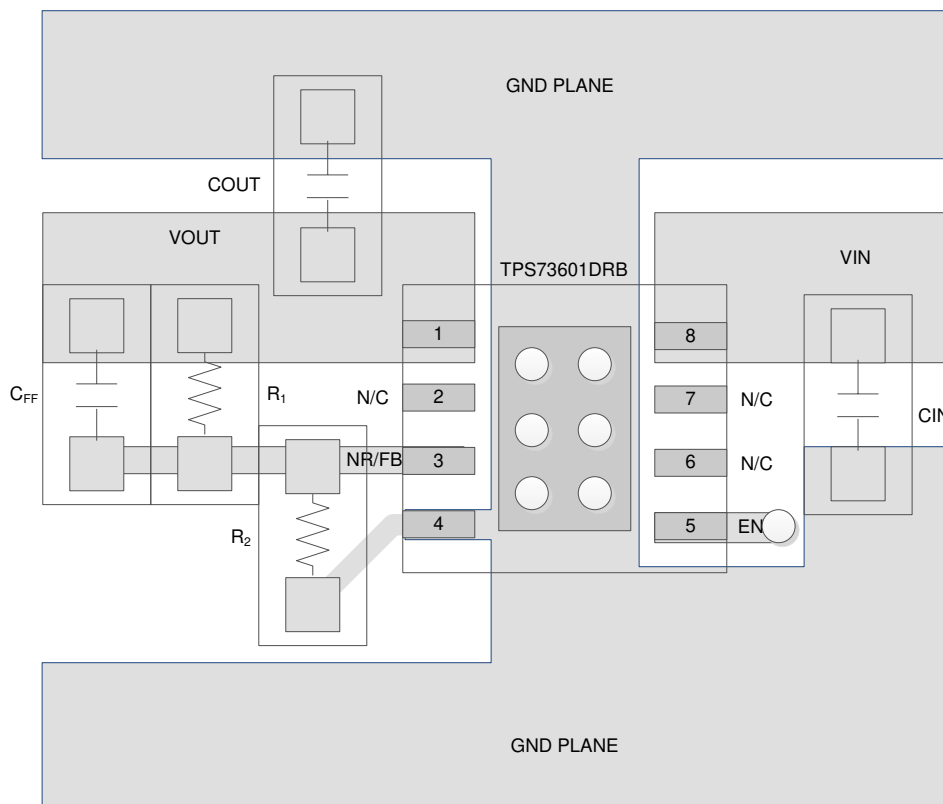 GND PLANE
COUT
VOUT
TPS73601DRB
VIN
1
8
CFF
R1
N/C
2
7
N/C
CIN
NR/FB
3
6
N/C
R2
4
5
EN
GND PLANE